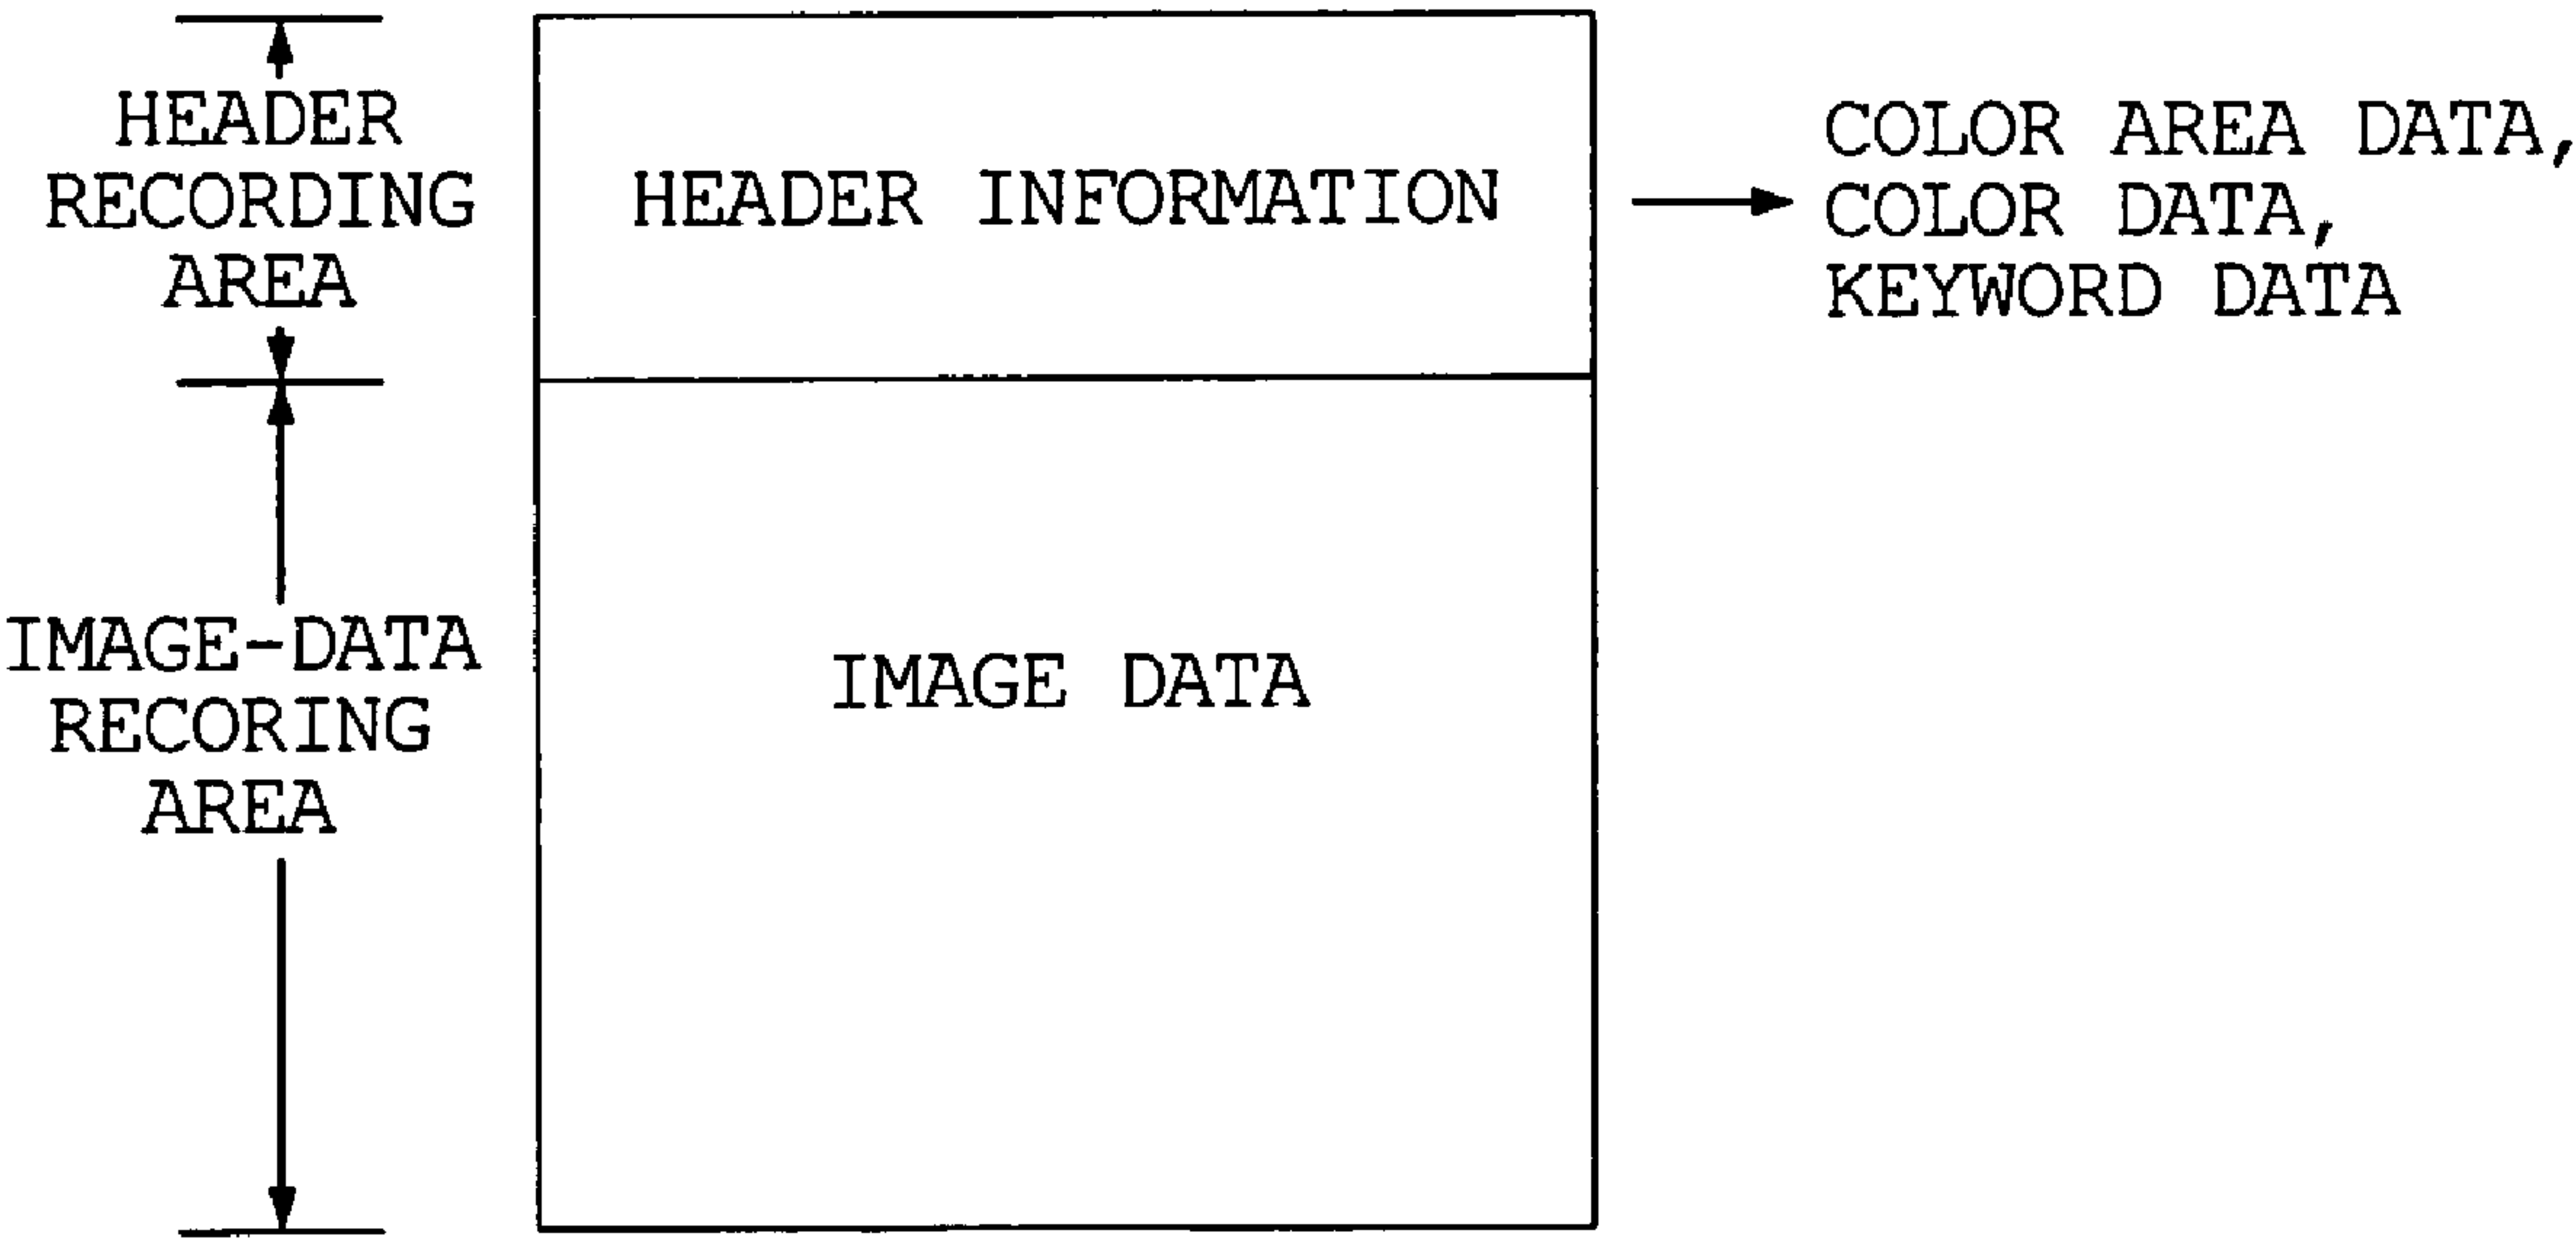 HEADER
RECORDING
AREA
HEADER INFORMATION
COLOR AREA DATA,
COLOR DATA,
KEYWORD DATA
IMAGE-DATA
RECORING
AREA
IMAGE DATA